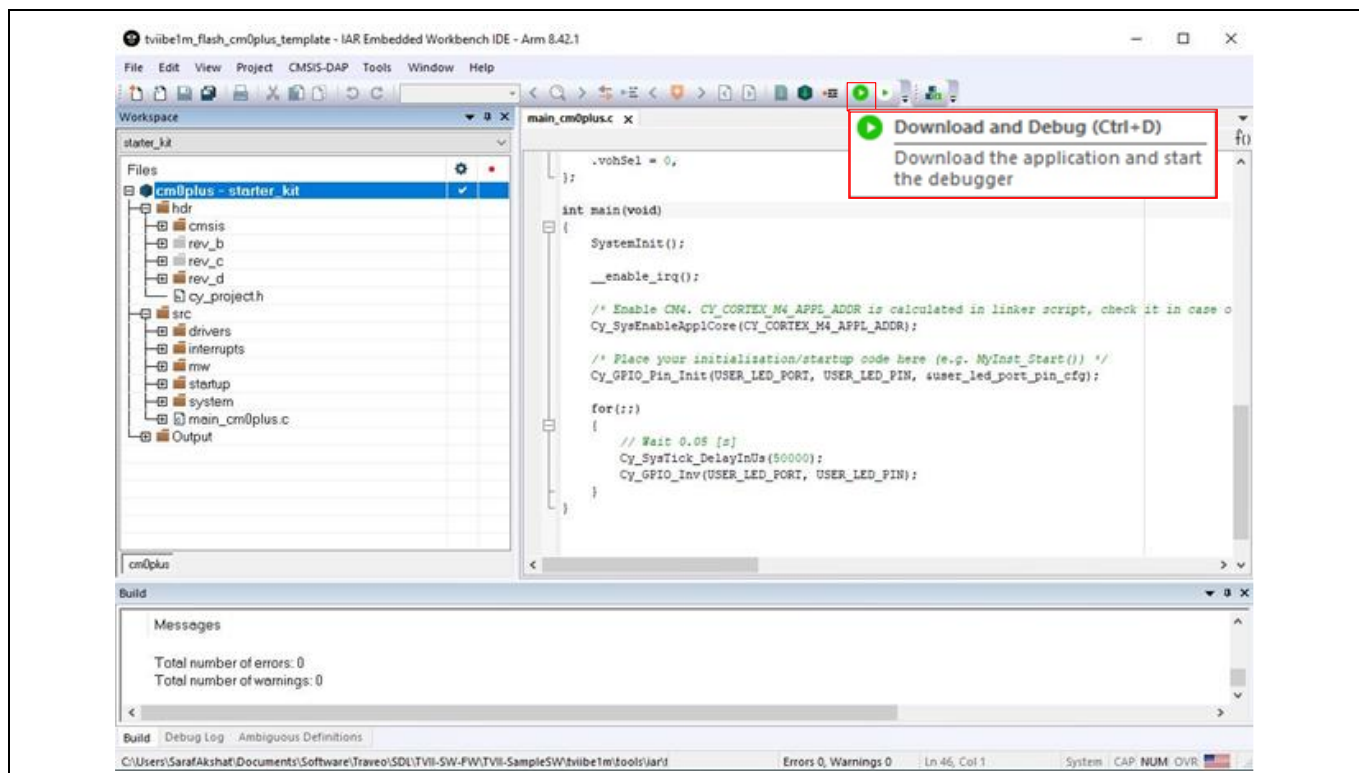 tviibe1m_flash_cm0plus_template - IAR Embedded Workbench IDE - Arm 8.42.1
File Edit View Project CMSIS-DAP Tools Window Help
Workspace
main_cm0plus.c
Download and Debug (Ctrl+D)
Download the application and start
the debugger
starter_kit
f()
Files
cm0plus - starter_kit
hdr
cmsis
rev_b
rev_c
rev_d
cy_project.h
src
drivers
interrupts
mw
startup
system
main_cm0plus.c
Output
cm0plus
.vohSel = 0,
};
int main(void)
{
SystemInit();
__enable_irq();
/* Enable CM4. CY_CORTEX_M4_APPL_ADDR is calculated in linker script, check it in case o
Cy_SysEnableApplCore(CY_CORTEX_M4_APPL_ADDR);
/* Place your initialization/startup code here (e.g. MyInst_Start()) */
Cy_GPIO_Pin_Init(USER_LED_PORT, USER_LED_PIN, &user_led_port_pin_cfg);
for(;;)
{
// Wait 0.05 [s]
Cy_SysTick_DelayInUs(50000);
Cy_GPIO_Inv(USER_LED_PORT, USER_LED_PIN);
}
}
Build
Messages
Total number of errors: 0
Total number of warnings: 0
Build Debug Log Ambiguous Definitions
C:\Users\SarafAkshat\Documents\Software\Traveo\SDL\TVII-SW-FW\TVII-SampleSW\tviibe1m\tools\iar\ Errors 0, Warnings 0 Ln 46, Col 1 System CAP NUM OVR